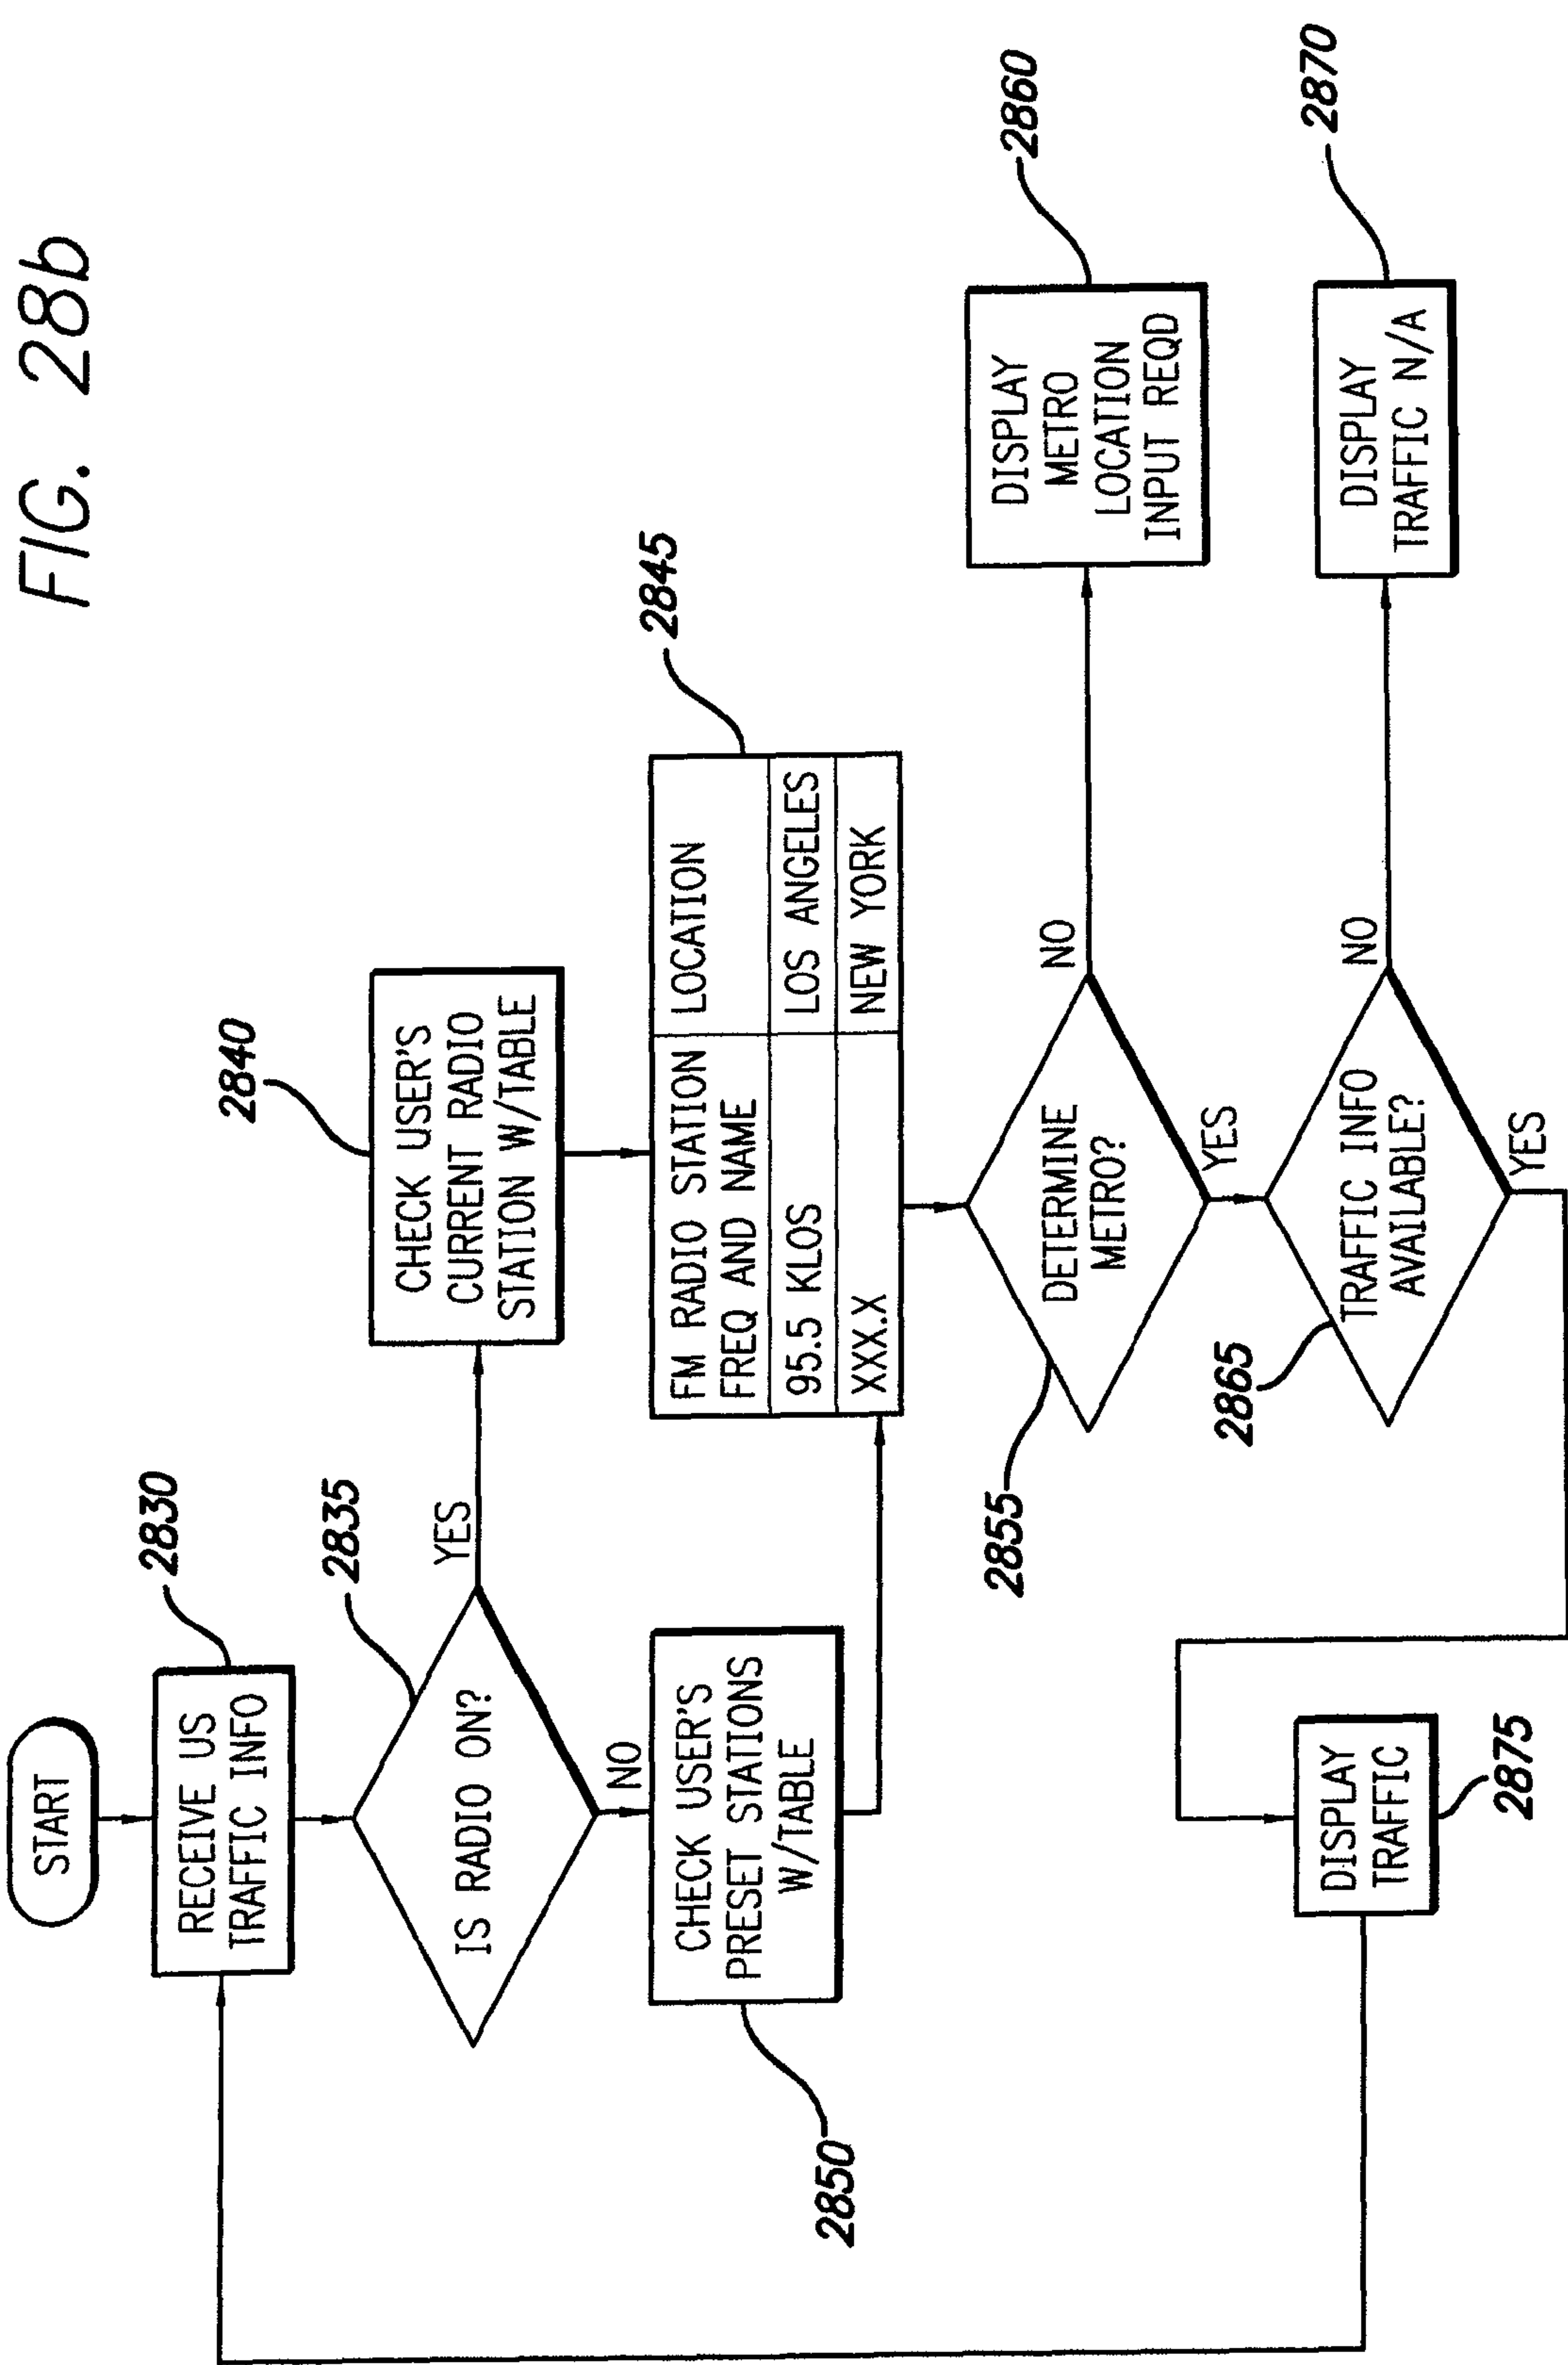 FIG. 28b
START
2830
RECEIVE US
TRAFFIC INFO
2835
IS RADIO ON?
YES
NO
2840
CHECK USER'S
CURRENT RADIO
STATION W/TABLE
2850
CHECK USER'S
PRESET STATIONS
W/TABLE
2845
FM RADIO STATION
FREQ AND NAME
LOCATION
95.5 KLOS
LOS ANGELES
XXX.X
NEW YORK
2855
DETERMINE
METRO?
NO
YES
2860
DISPLAY
METRO
LOCATION
INPUT REQD
2865
TRAFFIC INFO
AVAILABLE?
NO
YES
2870
DISPLAY
TRAFFIC N/A
DISPLAY
TRAFFIC
2875